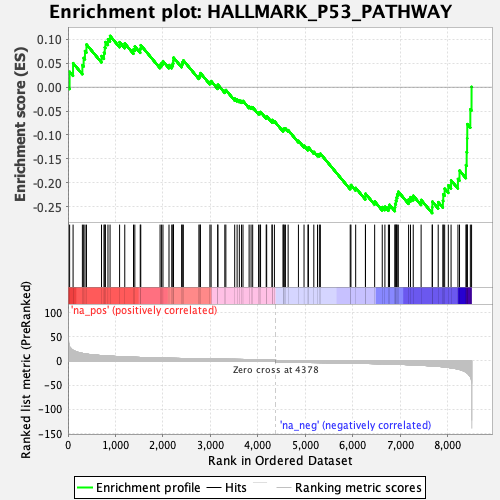 Enrichment plot: HALLMARK_P53_PATHWAY
Enrichment score (ES)
0.10
0.05
0.00
-0.05
-0.10
-0.15
-0.20
-0.25
'na_pos' (positively correlated)
Ranked list metric (PreRanked)
100
50
0
-50
-100
-150
Zero cross at 4378
'na_neg' (negatively correlated)
0
1,000
2,000
3,000
4,000
5,000
6,000
7,000
8,000
Rank in Ordered Dataset
Enrichment profile
Hits
Ranking metric scores